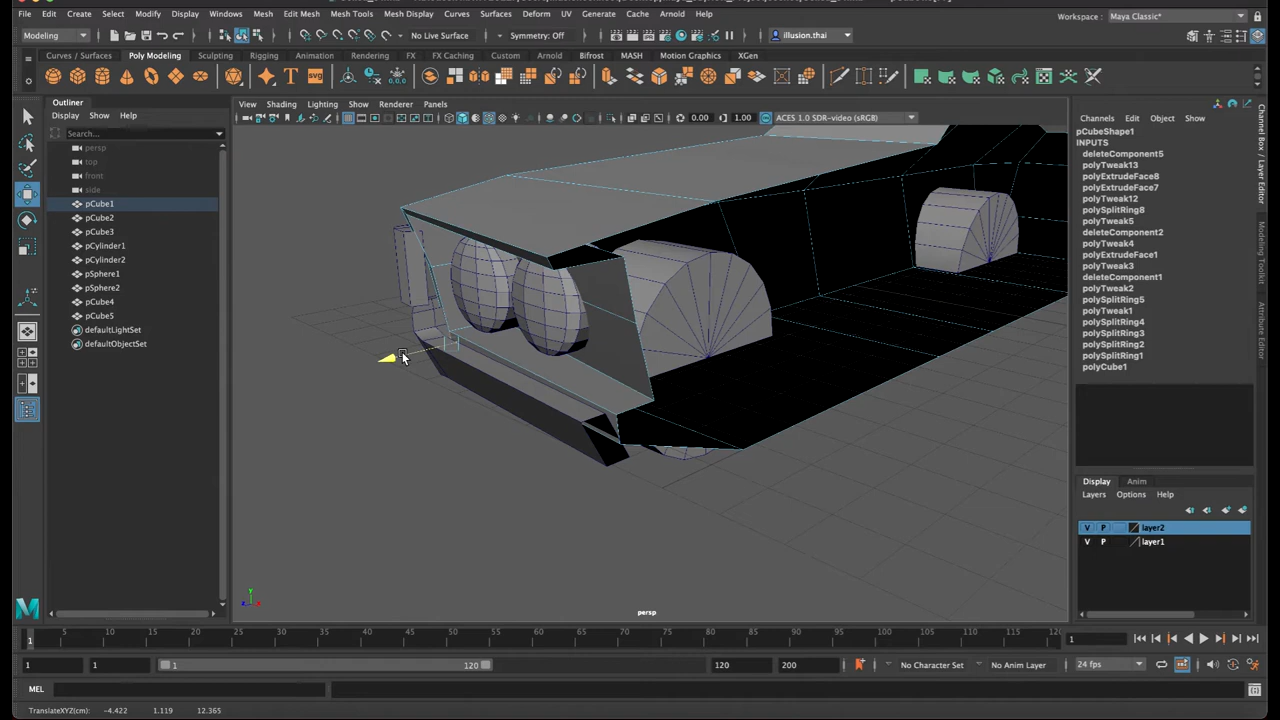 File Edit Create Select Modify Display Windows Mesh Edit Mesh Mesh Tools Mesh Display Curves Surfaces Deform UV Generate Cache Arnold Help
Workspace : Maya Classic*
Modeling No Live Surface Symmetry: Off illusion.thai
Curves / Surfaces Poly Modeling Sculpting Rigging Animation Rendering FX FX Caching Custom Arnold Bifrost MASH Motion Graphics XGen
SVG
Outliner
Display Show Help
Search...
persp
top
front
side
pCube1
pCube2
pCube3
pCylinder1
pCylinder2
pSphere1
pSphere2
pCube4
pCube5
defaultLightSet
defaultObjectSet
View Shading Lighting Show Renderer Panels
0.00 1.00 ACES 1.0 SDR-video (sRGB)
persp
Channels Edit Object Show
pCubeShape1
INPUTS
deleteComponent5
polyTweak13
polyExtrudeFace8
polyExtrudeFace7
polyTweak12
polySplitRing8
polyTweak5
deleteComponent2
polyTweak4
polyExtrudeFace1
polyTweak3
deleteComponent1
polyTweak2
polySplitRing5
polyTweak1
polySplitRing4
polySplitRing3
polySplitRing2
polySplitRing1
polyCube1
Channel Box / Layer Editor
Display Anim
Layers Options Help
V P layer2
V P layer1
1 5 10 15 20 25 30 35 40 45 50 55 60 65 70 75 80 85 90 95 100 105 110 115 120
1
1 1 1 120 120 200 No Character Set No Anim Layer 24 fps
MEL
TranslateXYZ(cm): -4.422 1.119 12.365